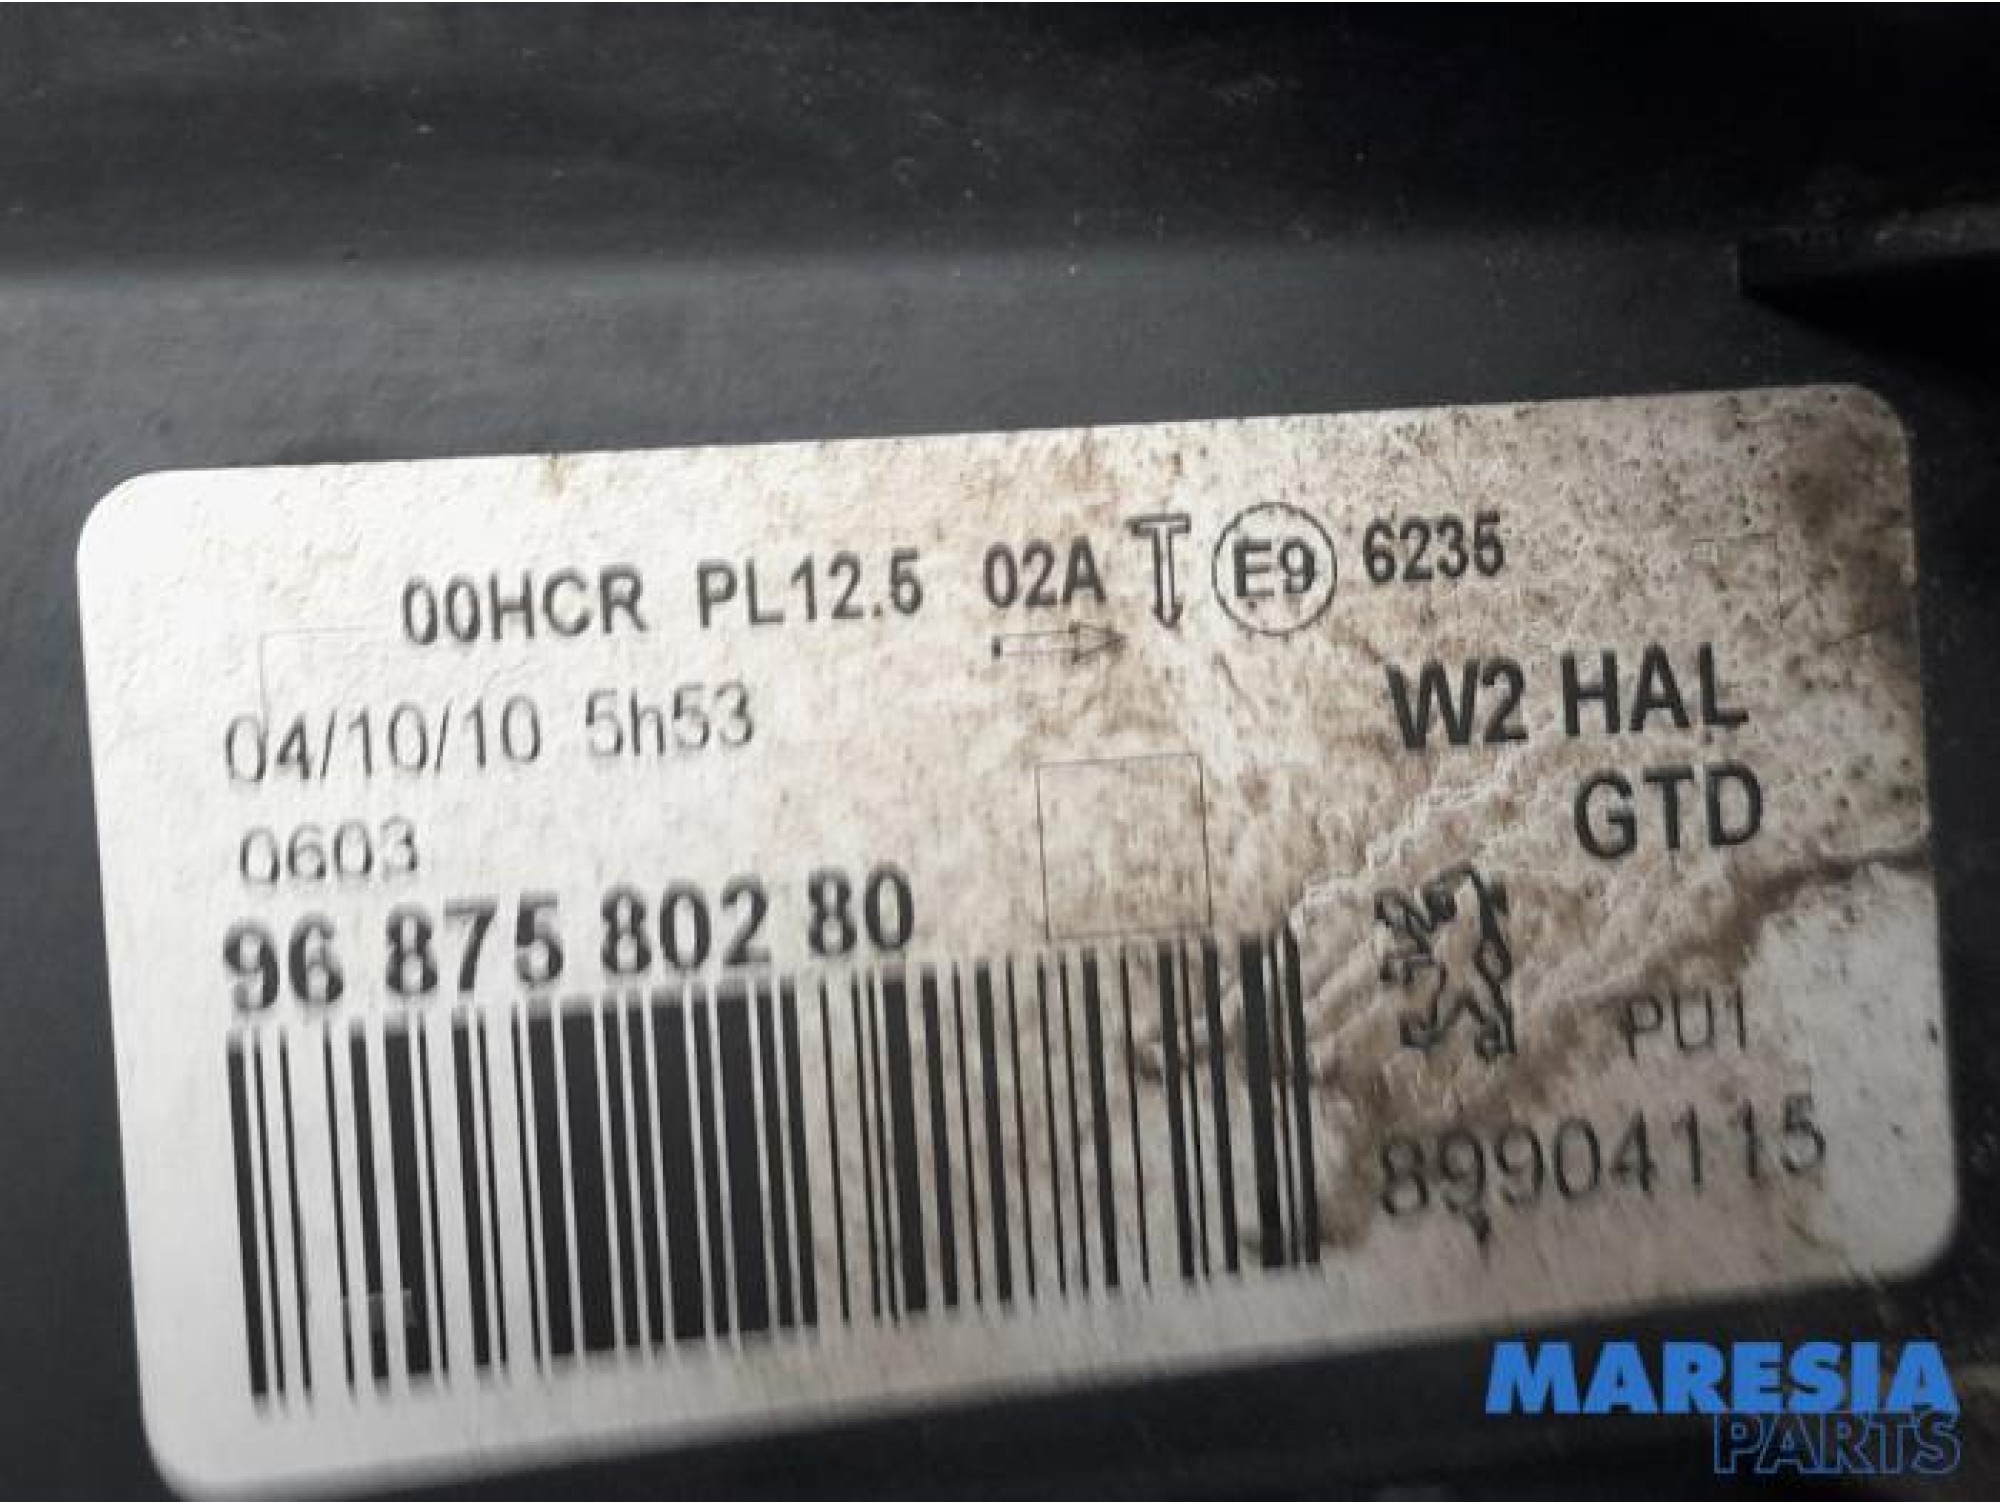 00HCR PL12.5 02A E9 6235
04/10/10 5h53
W2 HAL
GTD
0603
96 875 802 80
PU1
89904115
MARESIA
PARTS